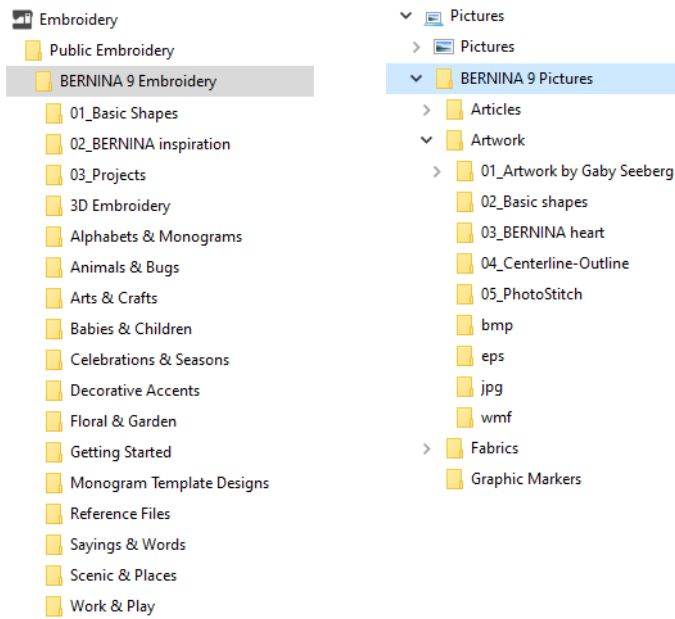 Embroidery
Public Embroidery
BERNINA 9 Embroidery
01_Basic Shapes
02_BERNINA inspiration
03_Projects
3D Embroidery
Alphabets & Monograms
Animals & Bugs
Arts & Crafts
Babies & Children
Celebrations & Seasons
Decorative Accents
Floral & Garden
Getting Started
Monogram Template Designs
Reference Files
Sayings & Words
Scenic & Places
Work & Play
Pictures
Pictures
BERNINA 9 Pictures
Articles
Artwork
01_Artwork by Gaby Seeberg
02_Basic shapes
03_BERNINA heart
04_Centerline-Outline
05_PhotoStitch
bmp
eps
jpg
wmf
Fabrics
Graphic Markers